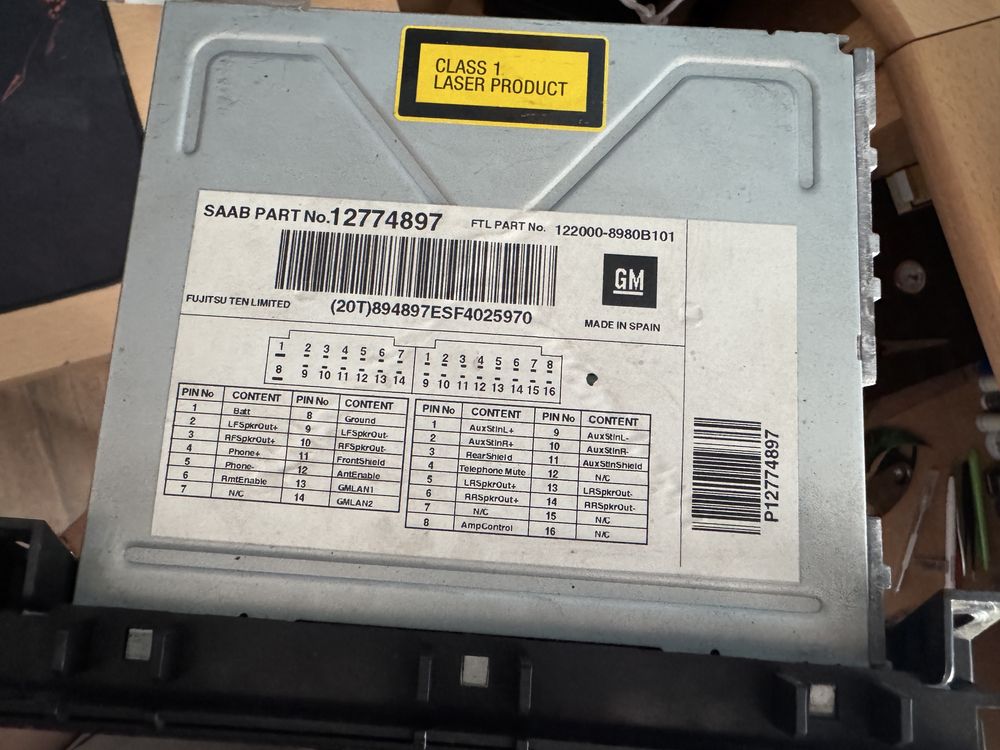 CLASS 1
LASER PRODUCT
SAAB PART No.12774897 FTL PART No. 122000-8980B101
GM
FUJITSU TEN LIMITED (20T)894897ESF4025970 MADE IN SPAIN
1 2 3 4 5 6 7 1 2 3 4 5 6 7 8
8 9 10 11 12 13 14 9 10 11 12 13 14 15 16
PIN No CONTENT PIN No CONTENT
1 Batt 8 Ground
2 LFSpkrOut+ 9 LFSpkrOut-
3 RFSpkrOut+ 10 RFSpkrOut-
4 Phone+ 11 FrontShield
5 Phone- 12 AntEnable
6 RmtEnable 13 GMLAN1
7 N/C 14 GMLAN2
PIN No CONTENT PIN No CONTENT
1 AuxStInL+ 9 AuxStInL-
2 AuxStInR+ 10 AuxStInR-
3 RearShield 11 AuxStInShield
4 Telephone Mute 12 N/C
5 LRSpkrOut+ 13 LRSpkrOut-
6 RRSpkrOut+ 14 RRSpkrOut-
7 N/C 15 N/C
8 AmpControl 16 N/C
P12774897